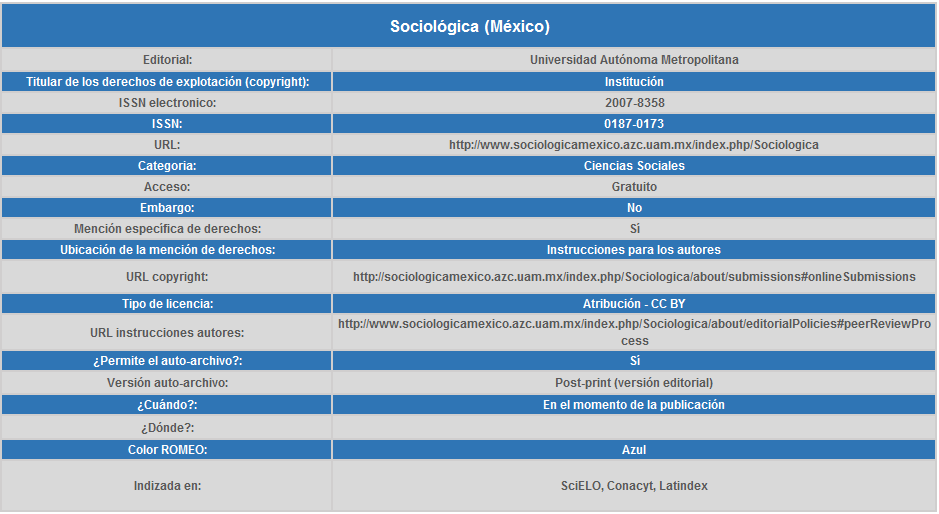 Sociológica (México)
Editorial: Universidad Autónoma Metropolitana
Titular de los derechos de explotación (copyright): Institución
ISSN electronico: 2007-8358
ISSN: 0187-0173
URL: http://www.sociologicamexico.azc.uam.mx/index.php/Sociologica
Categoria: Ciencias Sociales
Acceso: Gratuito
Embargo: No
Mención específica de derechos: Sí
Ubicación de la mención de derechos: Instrucciones para los autores
URL copyright: http://sociologicamexico.azc.uam.mx/index.php/Sociologica/about/submissions#onlineSubmissions
Tipo de licencia: Atribución - CC BY
URL instrucciones autores: http://www.sociologicamexico.azc.uam.mx/index.php/Sociologica/about/editorialPolicies#peerReviewPro
cess
¿Permite el auto-archivo?: Sí
Versión auto-archivo: Post-print (versión editorial)
¿Cuándo?: En el momento de la publicación
¿Dónde?:
Color ROMEO: Azul
Indizada en: SciELO, Conacyt, Latindex